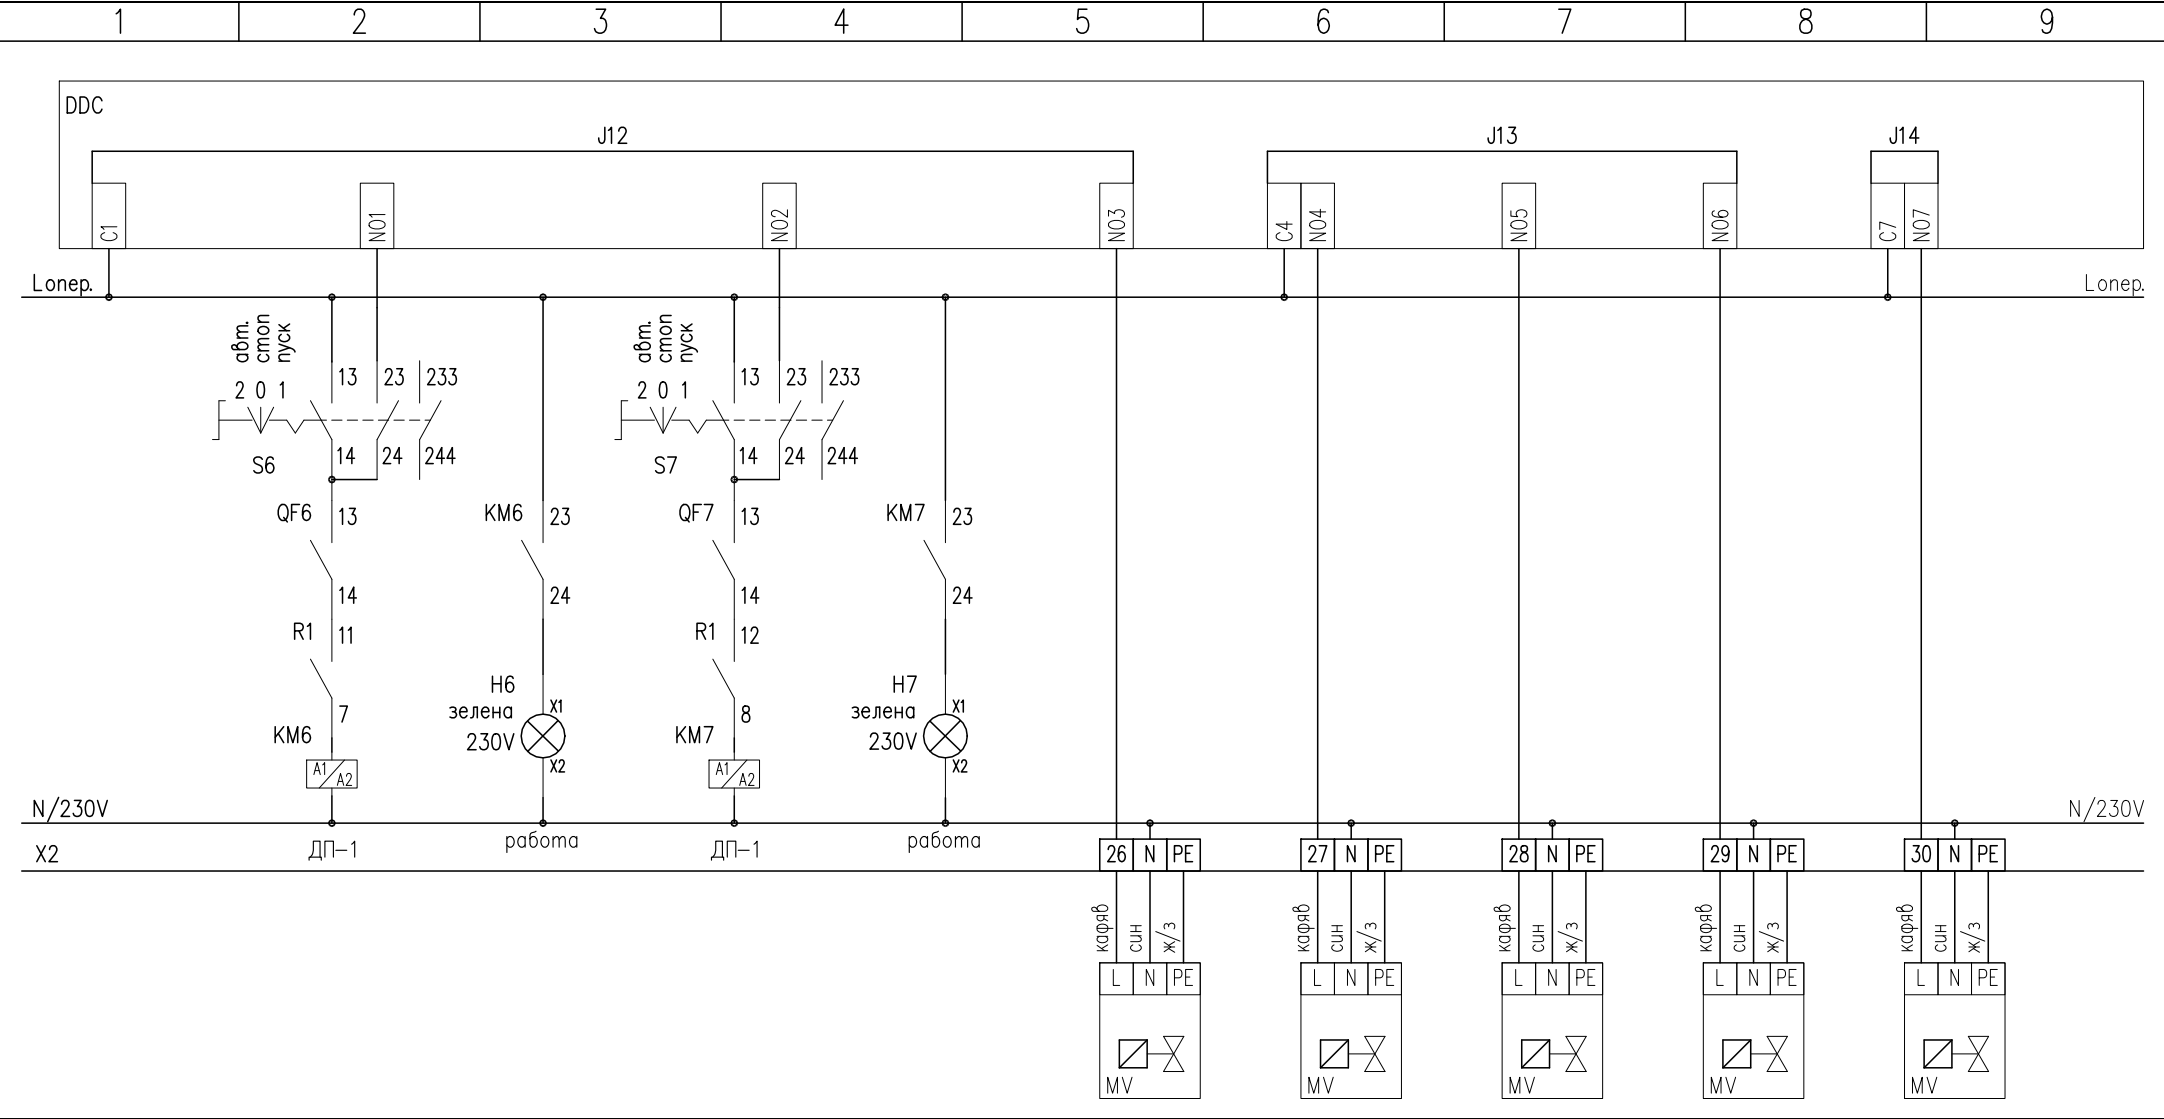 1 2 3 4 5 6 7 8 9
DDC
J12 J13 J14
C1 NO1 NO2 NO3 C4 NO4 NO5 NO6 C7 NO7
Lопер. Lопер.
авт. авт.
стоп стоп
пуск пуск
13 23 233 13 23 233
2 0 1 2 0 1
14 24 244 14 24 244
S6 S7
QF6 13 KM6 23 QF7 13 KM7 23
14 24 14 24
R1 11 R1 12
H6 H7
7 зелена X1 8 зелена X1
KM6 230V KM7 230V
A1 A2 X2 A1 A2 X2
N/230V N/230V
ДП-1 работа ДП-1 работа
X2 26 N PE 27 N PE 28 N PE 29 N PE 30 N PE
кафяв син ж/з кафяв син ж/з кафяв син ж/з кафяв син ж/з кафяв син ж/з
L N PE L N PE L N PE L N PE L N PE
MV MV MV MV MV